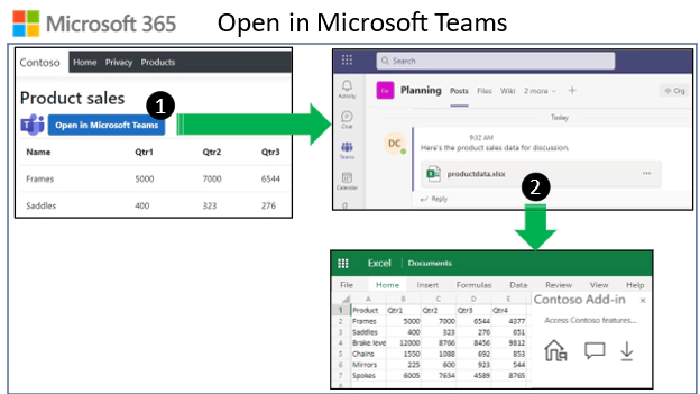 Microsoft 365
Open in Microsoft Teams
Contoso Home Privacy Products
Product sales
1
Open in Microsoft Teams
Name Qtr1 Qtr2 Qtr3
Frames 5000 7000 6544
Saddles 400 323 276
Search
Activity
Chat
Teams
Calendar
Planning Posts Files Wiki 2 more +
Org
Today
DC
9:32 AM
Here's the product sales data for discussion.
productdata.xlsx ...
Reply
2
Excel Documents
File Home Insert Formulas Data Review View Help
A B C D E
1 Product Qtr1 Qtr2 Qtr3 Qtr4
2 Frames 5000 7000 6544 4377
3 Saddles 400 323 276 651
4 Brake leve 12000 8766 8456 9812
5 Chains 1550 1088 692 853
6 Mirrors 225 600 923 544
7 Spokes 6005 7634 4589 8765
Contoso Add-in ×
Access Contoso features...